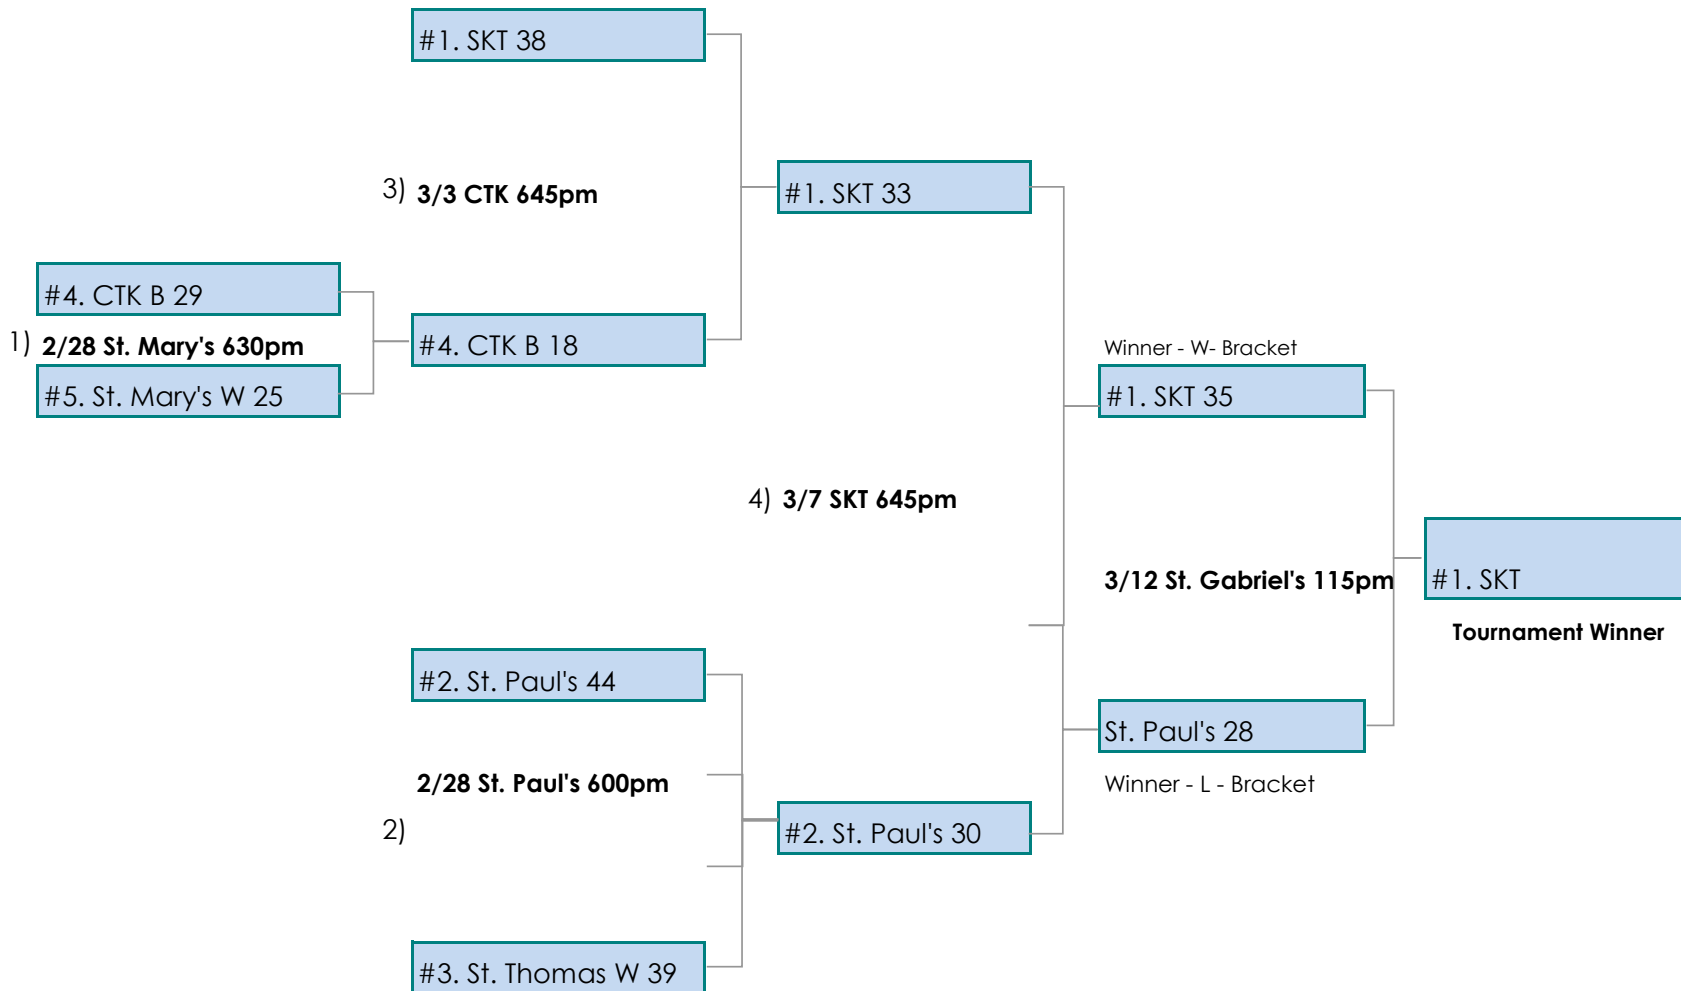 #1. SKT 38
3) 3/3 CTK 645pm
#1. SKT 33
#4. CTK B 29
1) 2/28 St. Mary's 630pm
#4. CTK B 18
#5. St. Mary's W 25
Winner - W- Bracket
#1. SKT 35
4) 3/7 SKT 645pm
3/12 St. Gabriel's 115pm
#1. SKT
Tournament Winner
#2. St. Paul's 44
St. Paul's 28
Winner - L - Bracket
2/28 St. Paul's 600pm
2)
#2. St. Paul's 30
#3. St. Thomas W 39